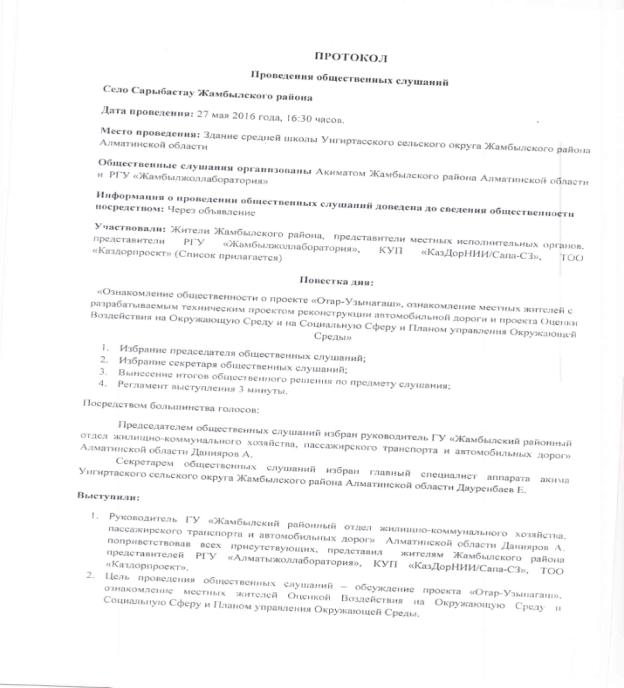 ПРОТОКОЛ
Проведения общественных слушаний
Село Сарыбастау Жамбылского района
Дата проведения: 27 мая 2016 года, 16:30 часов.
Место проведения: Здание средней школы Унгиртасского сельского округа Жамбылского района
Алматинской области
Общественные слушания организованы Акиматом Жамбылского района Алматинской области
и РГУ «Жамбылжоллаборатория»
Информация о проведении общественных слушаний доведена до сведения общественности
посредством: Через объявление
Участвовали: Жители Жамбылского района, представители местных исполнительных органов,
представители РГУ «Жамбылжоллаборатория», КУП «КазДорНИИ/Сапа-СЗ», ТОО
«Каздорпроект» (Список прилагается)
Повестка дня:
«Ознакомление общественности о проекте «Отар-Узынагаш», ознакомление местных жителей с
разрабатываемым техническим проектом реконструкции автомобильной дороги и проекта Оценки
Воздействия на Окружающую Среду и на Социальную Сферу и Планом управления Окружающей
Среды»
1. Избрание председателя общественных слушаний;
2. Избрание секретаря общественных слушаний;
3. Вынесение итогов общественного решения по предмету слушания;
4. Регламент выступления 3 минуты.
Посредством большинства голосов:
Председателем общественных слушаний избран руководитель ГУ «Жамбылский районный
отдел жилищно-коммунального хозяйства, пассажирского транспорта и автомобильных дорог»
Алматинской области Данияров А.
Секретарем общественных слушаний избран главный специалист аппарата акима
Унгиртасского сельского округа Жамбылского района Алматинской области Дауренбаев Е.
Выступили:
1. Руководитель ГУ «Жамбылский районный отдел жилищно-коммунального хозяйства,
пассажирского транспорта и автомобильных дорог» Алматинской области Данияров А.
поприветствовав всех присутствующих, представил жителям Жамбылского района
представителей РГУ «Алматыжоллаборатория», КУП «КазДорНИИ/Сапа-СЗ», ТОО
«Каздорпроект».
2. Цель проведения общественных слушаний – обсуждение проекта «Отар-Узынагаш»,
ознакомление местных жителей Оценкой Воздействия на Окружающую Среду и
Социальную Сферу и Планом управления Окружающей Среды.